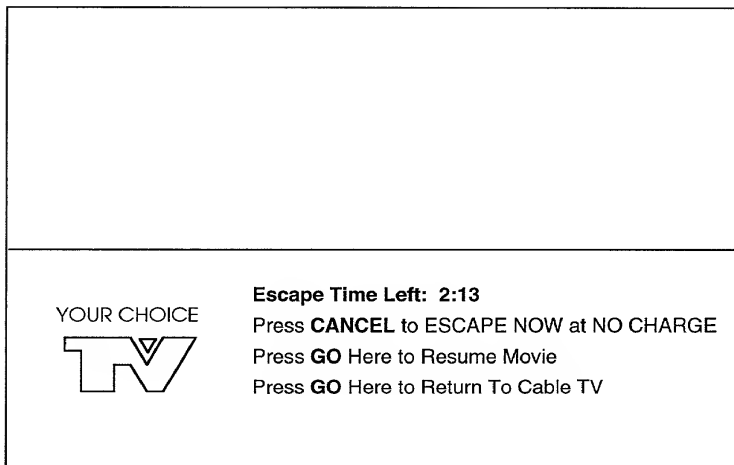 YOUR CHOICE
TV
Escape Time Left: 2:13
Press CANCEL to ESCAPE NOW at NO CHARGE
Press GO Here to Resume Movie
Press GO Here to Return To Cable TV